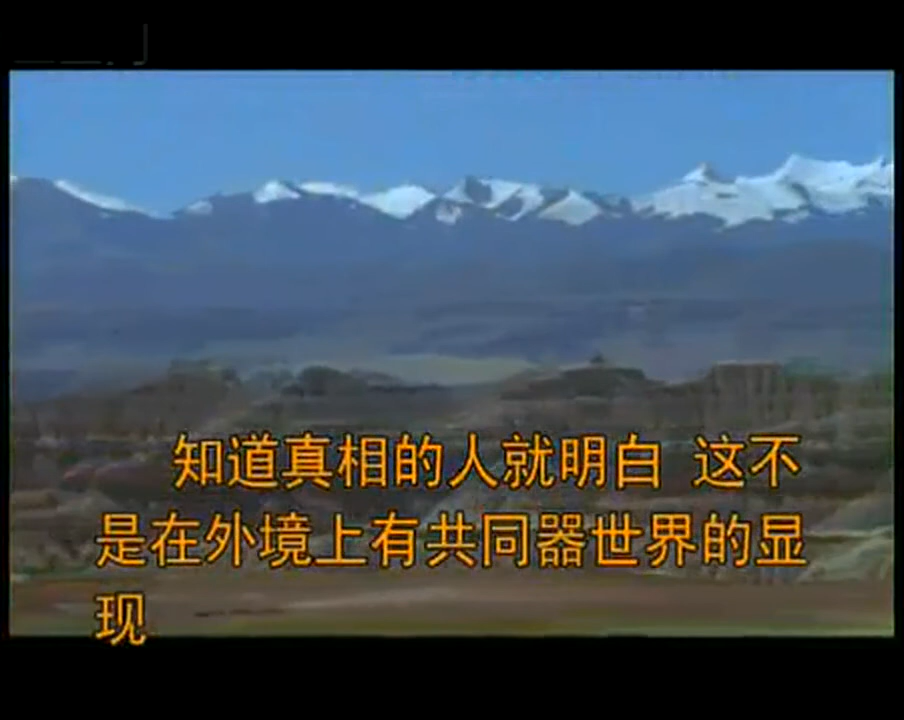 知道真相的人就明白 这不
是在外境上有共同器世界的显
现